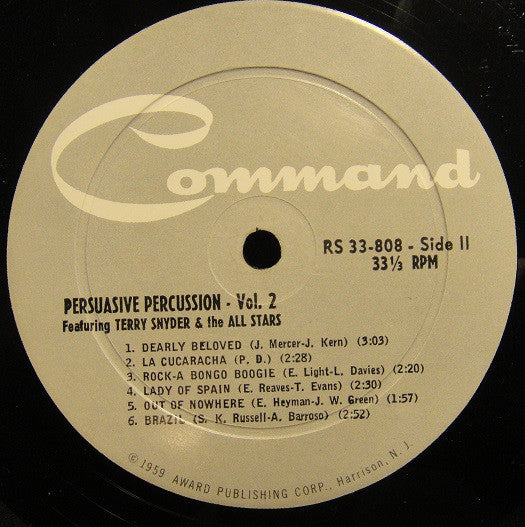 Command
RS 33-808 - Side II
33⅓ RPM
PERSUASIVE PERCUSSION - Vol. 2
Featuring TERRY SNYDER & the ALL STARS
1. DEARLY BELOVED (J. Mercer-J. Kern) (3:03)
2. LA CUCARACHA (P. D.) (2:28)
3. ROCK-A BONGO BOOGIE (E. Light-L. Davies) (2:20)
4. LADY OF SPAIN (E. Reaves-T. Evans) (2:30)
5. OUT OF NOWHERE (E. Heyman-J. W. Green) (1:57)
6. BRAZIL (S. K. Russell-A. Barroso) (2:52)
© 1959 AWARD PUBLISHING CORP., Harrison, N. J.